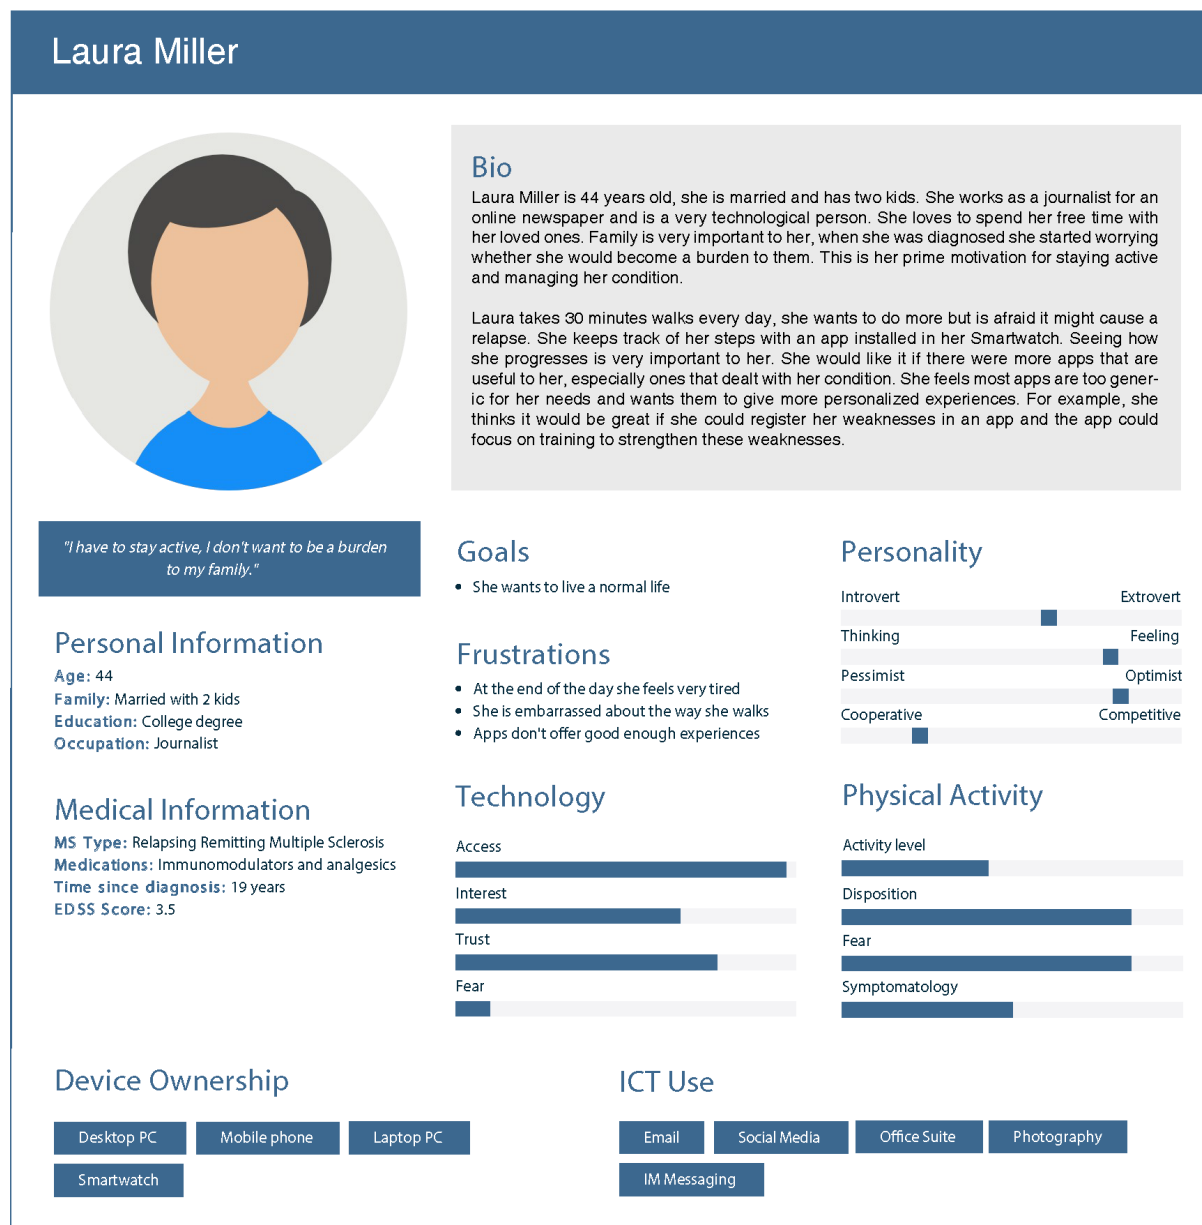 Laura Miller
Bio
Laura Miller is 44 years old, she is married and has two kids. She works as a journalist for an
online newspaper and is a very technological person. She loves to spend her free time with
her loved ones. Family is very important to her, when she was diagnosed she started worrying
whether she would become a burden to them. This is her prime motivation for staying active
and managing her condition.
Laura takes 30 minutes walks every day, she wants to do more but is afraid it might cause a
relapse. She keeps track of her steps with an app installed in her Smartwatch. Seeing how
she progresses is very important to her. She would like it if there were more apps that are
useful to her, especially ones that dealt with her condition. She feels most apps are too gener-
ic for her needs and wants them to give more personalized experiences. For example, she
thinks it would be great if she could register her weaknesses in an app and the app could
focus on training to strengthen these weaknesses.
"I have to stay active, I don't want to be a burden
to my family."
Personal Information
Age: 44
Family: Married with 2 kids
Education: College degree
Occupation: Journalist
Medical Information
MS Type: Relapsing Remitting Multiple Sclerosis
Medications: Immunomodulators and analgesics
Time since diagnosis: 19 years
EDSS Score: 3.5
Goals
• She wants to live a normal life
Frustrations
• At the end of the day she feels very tired
• She is embarrassed about the way she walks
• Apps don't offer good enough experiences
Technology
Access
Interest
Trust
Fear
Personality
Introvert Extrovert
Thinking Feeling
Pessimist Optimist
Cooperative Competitive
Physical Activity
Activity level
Disposition
Fear
Symptomatology
Device Ownership
Desktop PC Mobile phone Laptop PC
Smartwatch
ICT Use
Email Social Media Office Suite Photography
IM Messaging